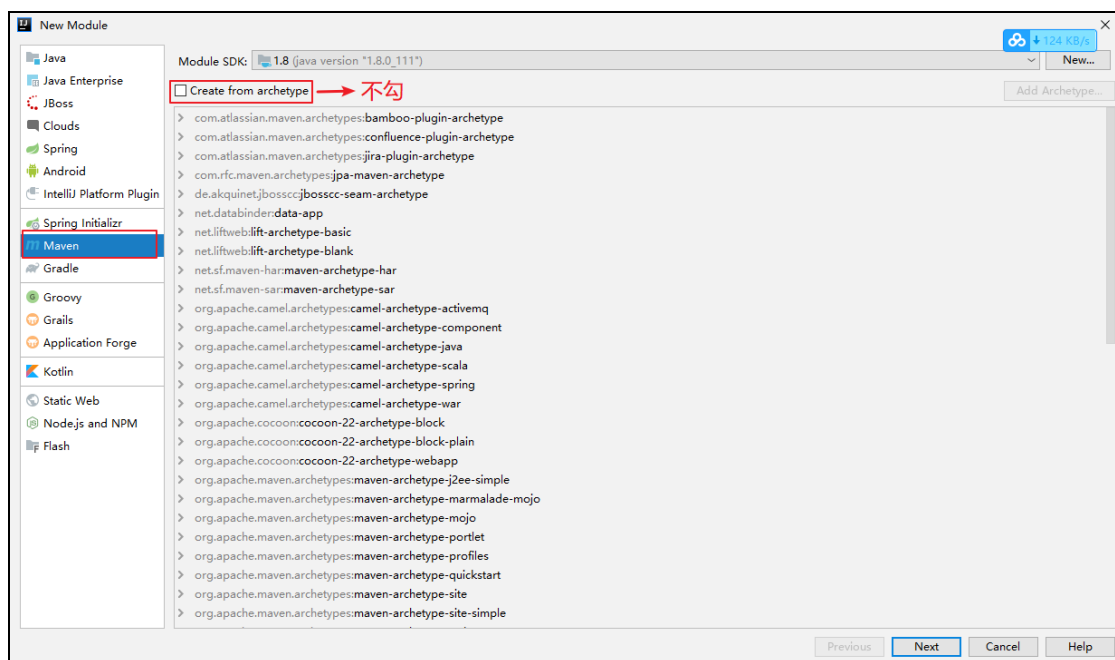 New Module
124 KB/s
Java
Java Enterprise
JBoss
Clouds
Spring
Android
IntelliJ Platform Plugin
Spring Initializr
Maven
Gradle
Groovy
Grails
Application Forge
Kotlin
Static Web
Node.js and NPM
Flash
Module SDK: 1.8 (java version "1.8.0_111") New...
Create from archetype 不勾 Add Archetype...
com.atlassian.maven.archetypes:bamboo-plugin-archetype
com.atlassian.maven.archetypes:confluence-plugin-archetype
com.atlassian.maven.archetypes:jira-plugin-archetype
com.rfc.maven.archetypes:jpa-maven-archetype
de.akquinet.jbosscc:jbosscc-seam-archetype
net.databinder:data-app
net.liftweb:lift-archetype-basic
net.liftweb:lift-archetype-blank
net.sf.maven-har:maven-archetype-har
net.sf.maven-sar:maven-archetype-sar
org.apache.camel.archetypes:camel-archetype-activemq
org.apache.camel.archetypes:camel-archetype-component
org.apache.camel.archetypes:camel-archetype-java
org.apache.camel.archetypes:camel-archetype-scala
org.apache.camel.archetypes:camel-archetype-spring
org.apache.camel.archetypes:camel-archetype-war
org.apache.cocoon:cocoon-22-archetype-block
org.apache.cocoon:cocoon-22-archetype-block-plain
org.apache.cocoon:cocoon-22-archetype-webapp
org.apache.maven.archetypes:maven-archetype-j2ee-simple
org.apache.maven.archetypes:maven-archetype-marmalade-mojo
org.apache.maven.archetypes:maven-archetype-mojo
org.apache.maven.archetypes:maven-archetype-portlet
org.apache.maven.archetypes:maven-archetype-profiles
org.apache.maven.archetypes:maven-archetype-quickstart
org.apache.maven.archetypes:maven-archetype-site
org.apache.maven.archetypes:maven-archetype-site-simple
Previous Next Cancel Help